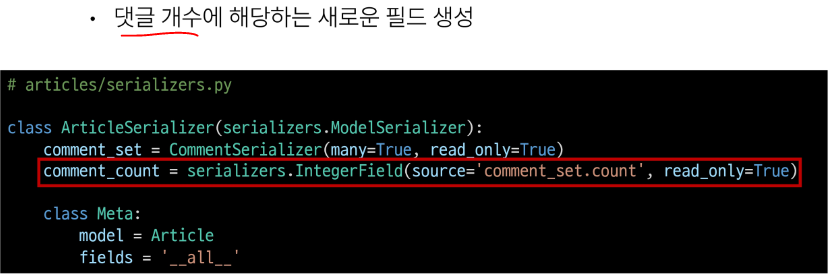 • 댓글 개수에 해당하는 새로운 필드 생성
# articles/serializers.py
class ArticleSerializer(serializers.ModelSerializer):
    comment_set = CommentSerializer(many=True, read_only=True)
    comment_count = serializers.IntegerField(source='comment_set.count', read_only=True)
    class Meta:
        model = Article
        fields = '__all__'